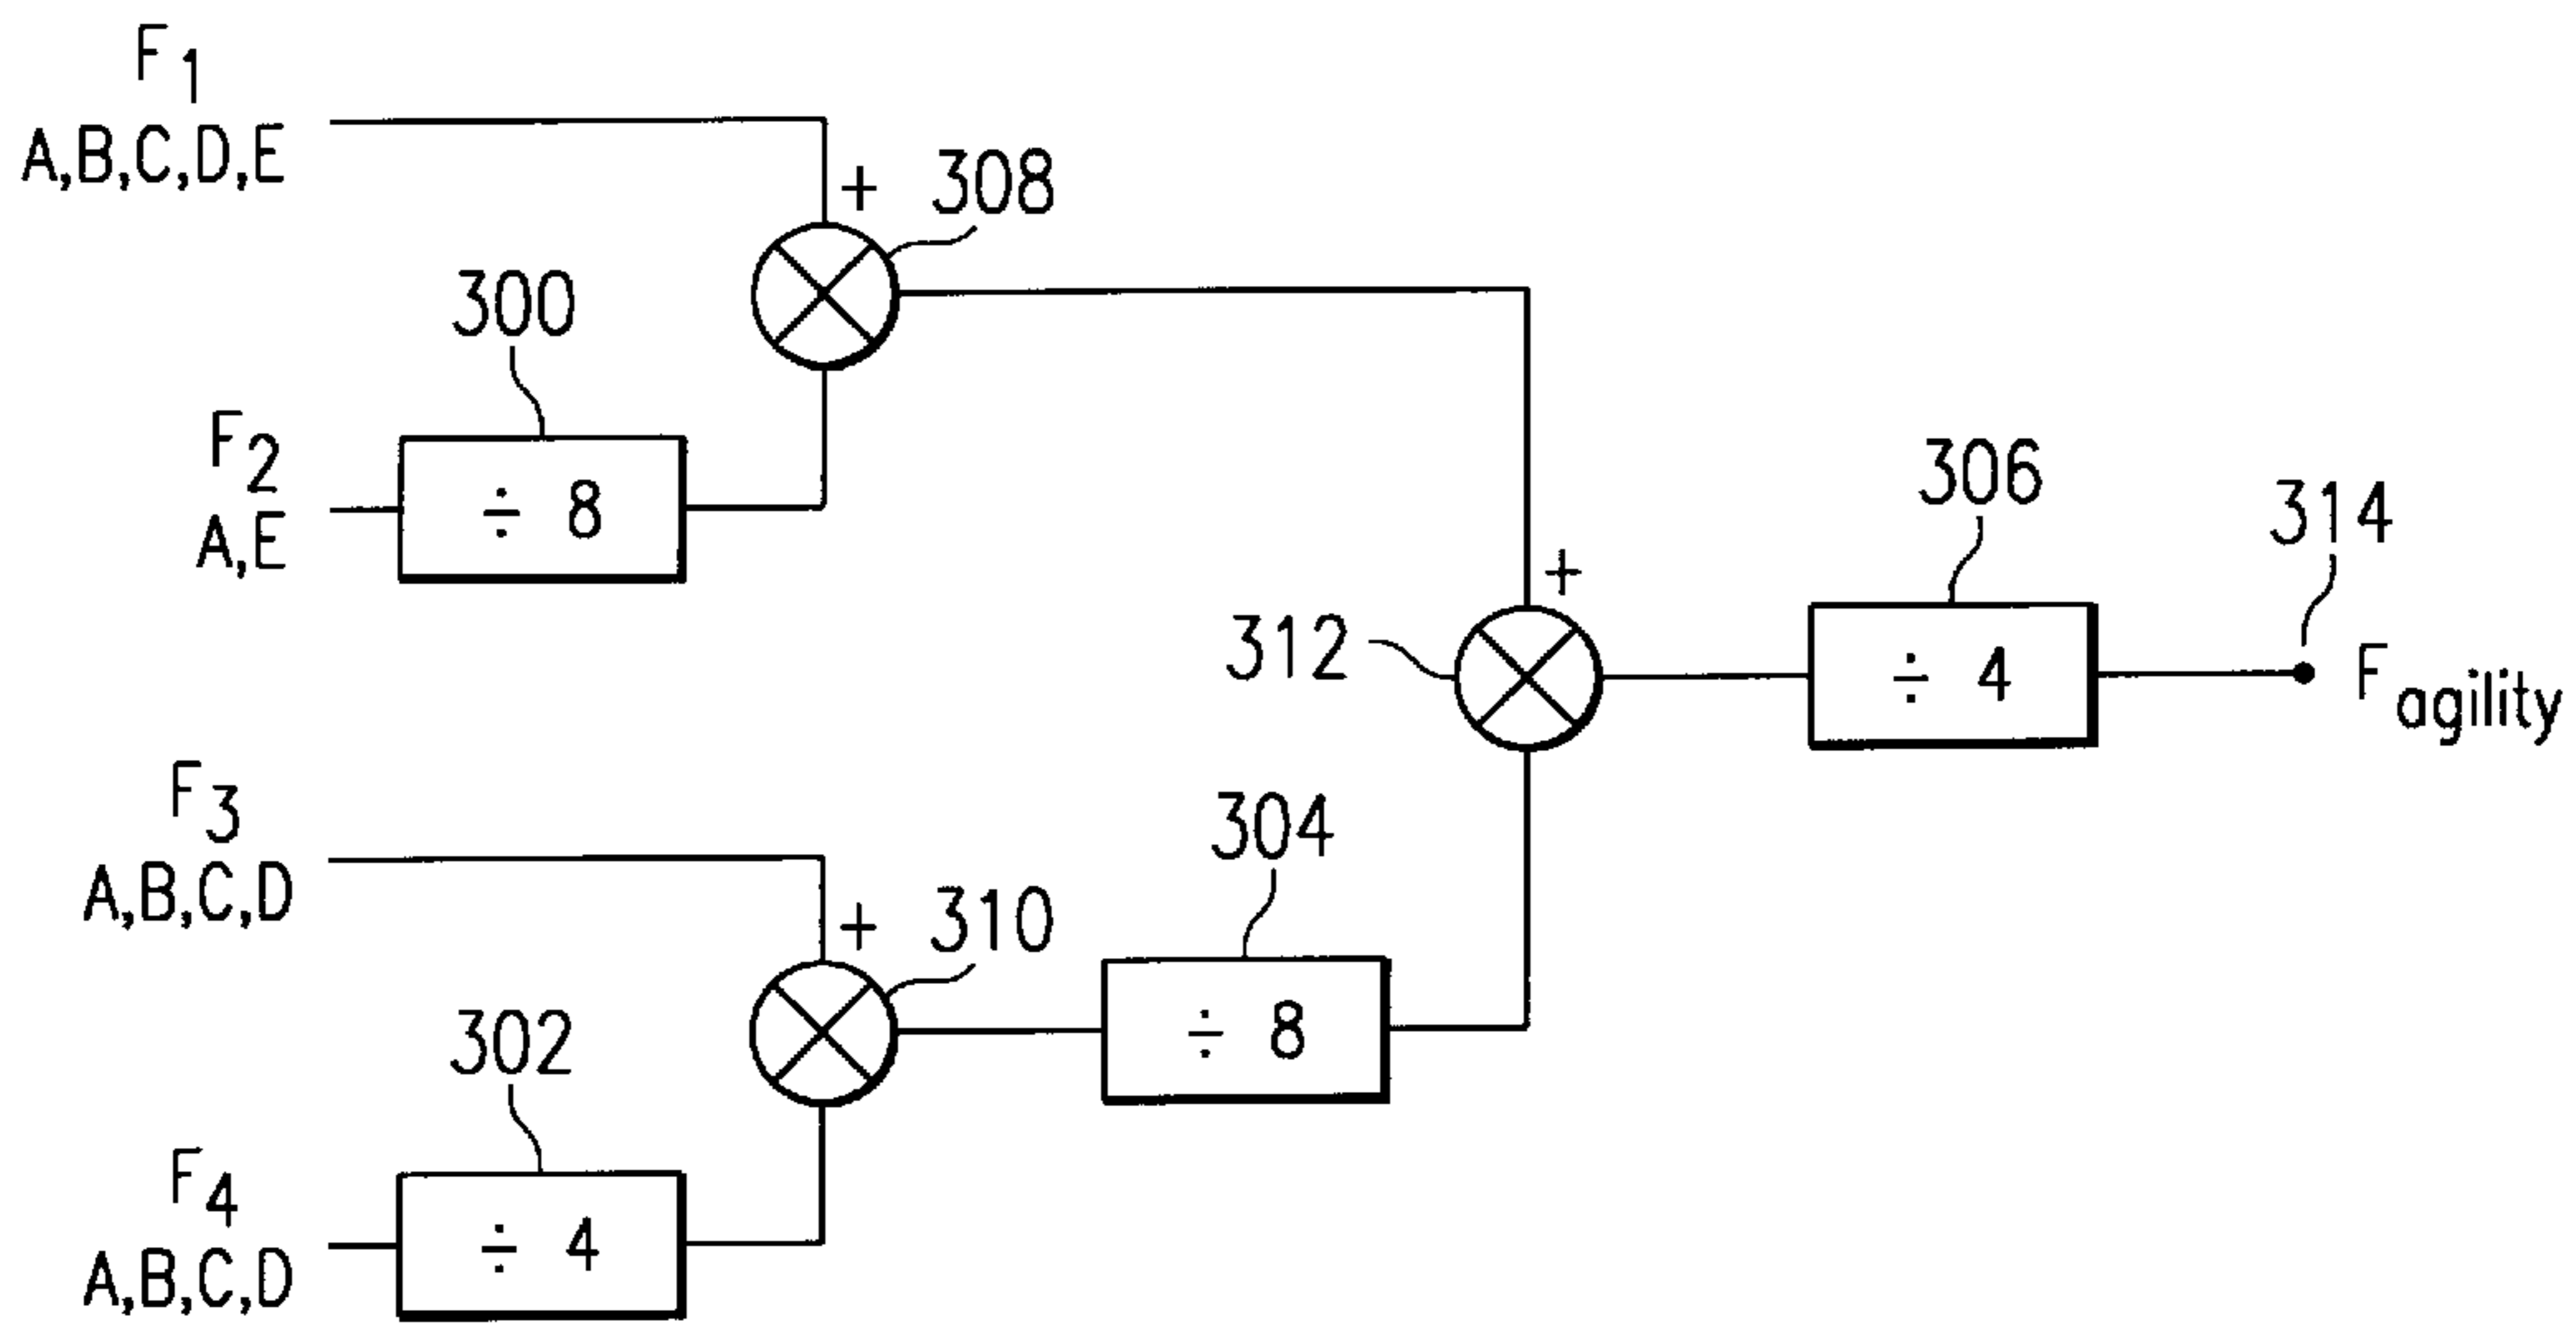 F1
A,B,C,D,E
+
308
300
F2
A,E
÷ 8
+
312
306
÷ 4
314
Fagility
F3
A,B,C,D
+
310
304
÷ 8
302
F4
A,B,C,D
÷ 4